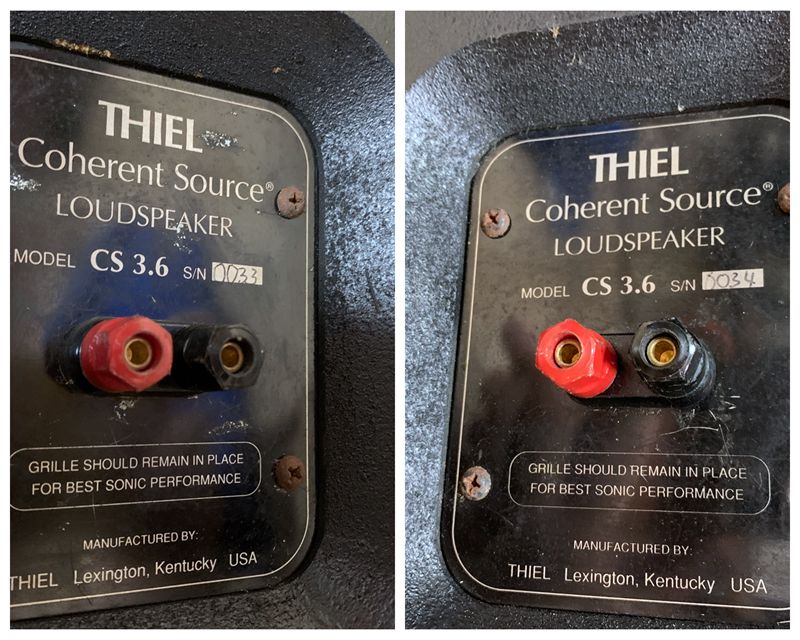 THIEL
Coherent Source®
LOUDSPEAKER
MODEL CS 3.6 S/N 0033
GRILLE SHOULD REMAIN IN PLACE
FOR BEST SONIC PERFORMANCE
MANUFACTURED BY:
THIEL Lexington, Kentucky USA
THIEL
Coherent Source®
LOUDSPEAKER
MODEL CS 3.6 S/N 0034
GRILLE SHOULD REMAIN IN PLACE
FOR BEST SONIC PERFORMANCE
MANUFACTURED BY:
THIEL Lexington, Kentucky USA